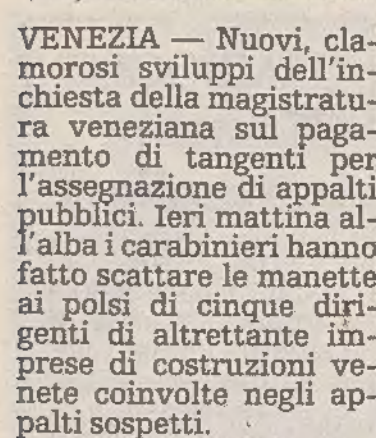 VENEZIA — Nuovi, cla-
morosi sviluppi dell'in-
chiesta della magistratu-
ra veneziana sul paga-
mento di tangenti per
l'assegnazione di appalti
pubblici. Ieri mattina al-
l'alba i carabinieri hanno
fatto scattare le manette
ai polsi di cinque diri-
genti di altrettante im-
prese di costruzioni ve-
nete coinvolte negli ap-
palti sospetti.